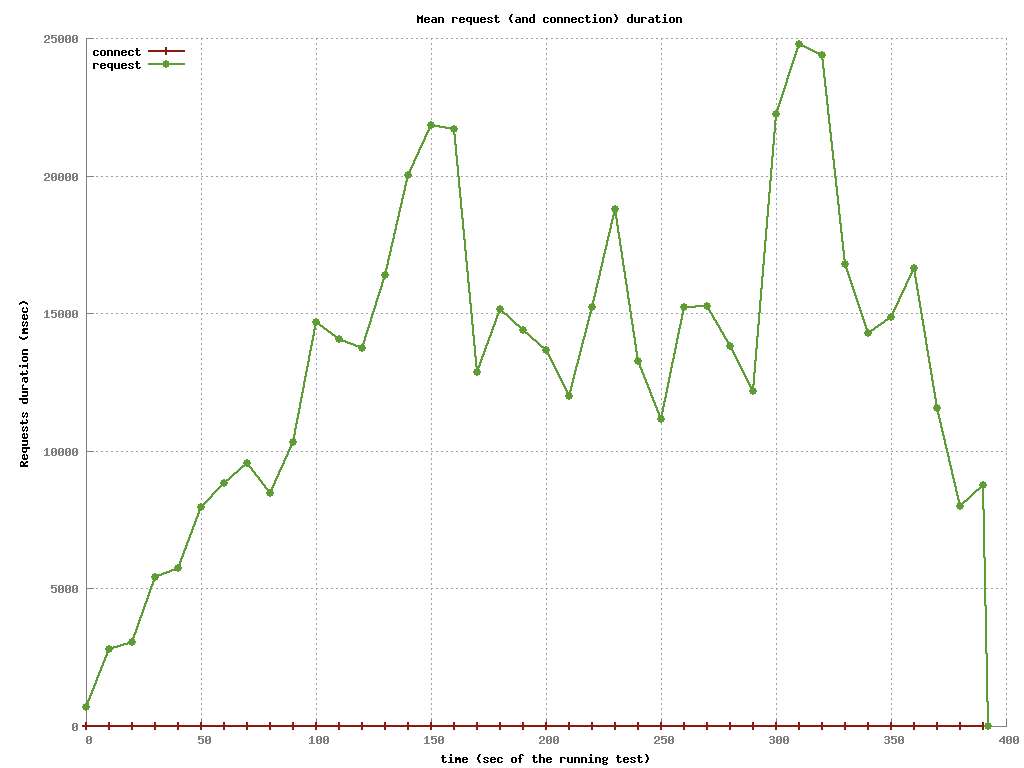 Mean request (and connection) duration
connect
request
25000
20000
15000
10000
5000
0
Requests duration (msec)
0 50 100 150 200 250 300 350 400
time (sec of the running test)